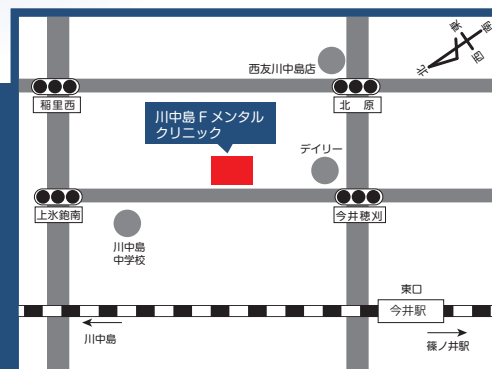 東
南
西
北
西友川中島店
稲里西
北 原
川中島 F メンタル
クリニック
デイリー
上氷鉋南
今井穂刈
川中島
中学校
東口
今井駅
川中島
篠ノ井駅